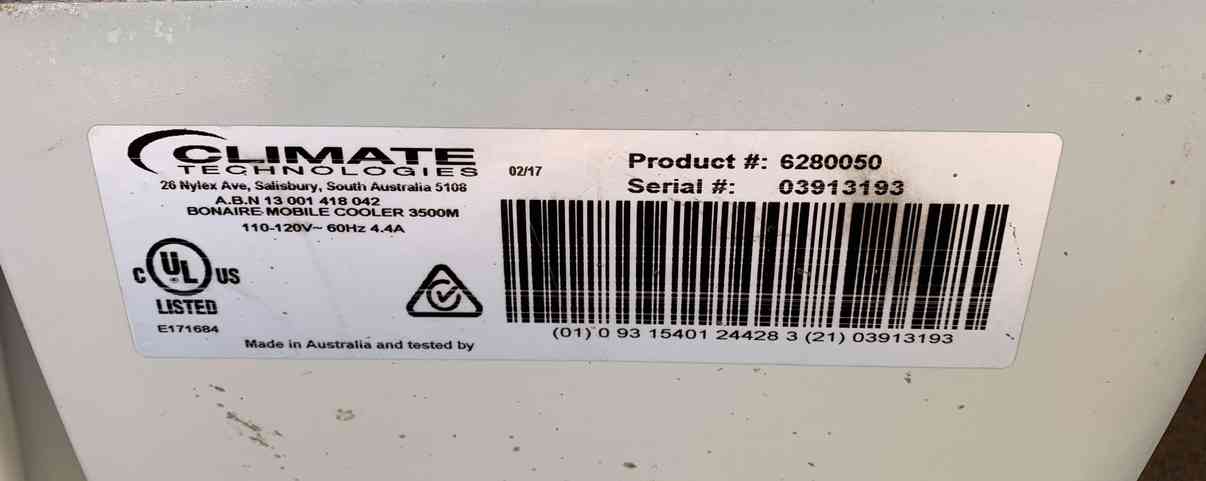 CLIMATE
TECHNOLOGIES
26 Nylex Ave, Salisbury, South Australia 5108
A.B.N 13 001 418 042
BONAIRE MOBILE COOLER 3500M
110-120V~ 60Hz 4.4A
02/17
Product #: 6280050
Serial #: 03913193
C UL US
LISTED
E171684
Made in Australia and tested by
(01) 0 93 15401 24428 3 (21) 03913193